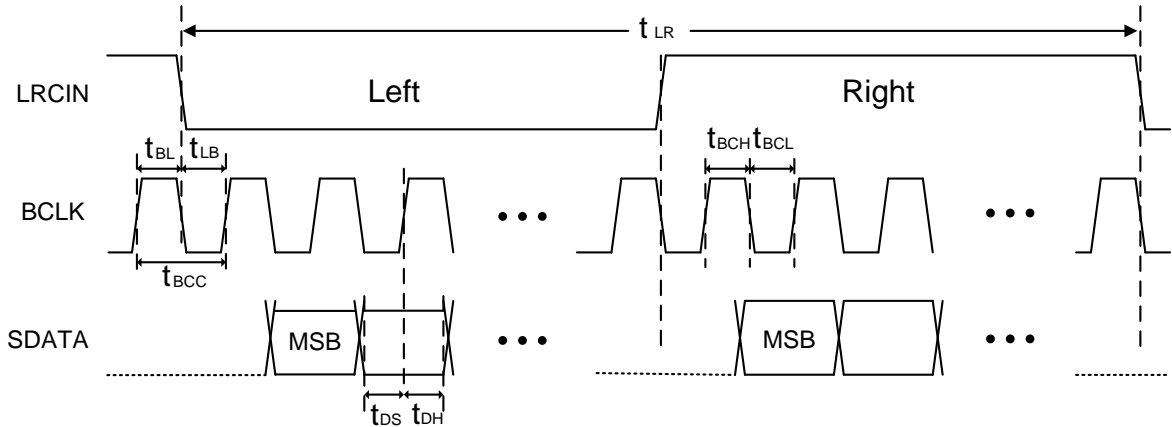 t LR
LRCIN
Left
Right
tBL
tLB
tBCH
tBCL
BCLK
tBCC
SDATA
MSB
MSB
tDS
tDH